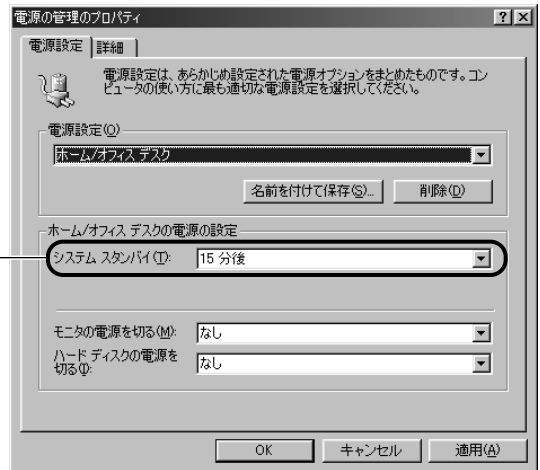 電源の管理のプロパティ
電源設定
詳細
電源設定は、あらかじめ設定された電源オプションをまとめたものです。コン
ピュータの使い方に最も適切な電源設定を選択してください。
電源設定(O)
ホーム/オフィス デスク
名前を付けて保存(S)...
削除(D)
ホーム/オフィス デスクの電源の設定
システム スタンバイ(T):
15 分後
モニタの電源を切る(M):
なし
ハード ディスクの電源を
切る(I):
なし
OK
キャンセル
適用(A)